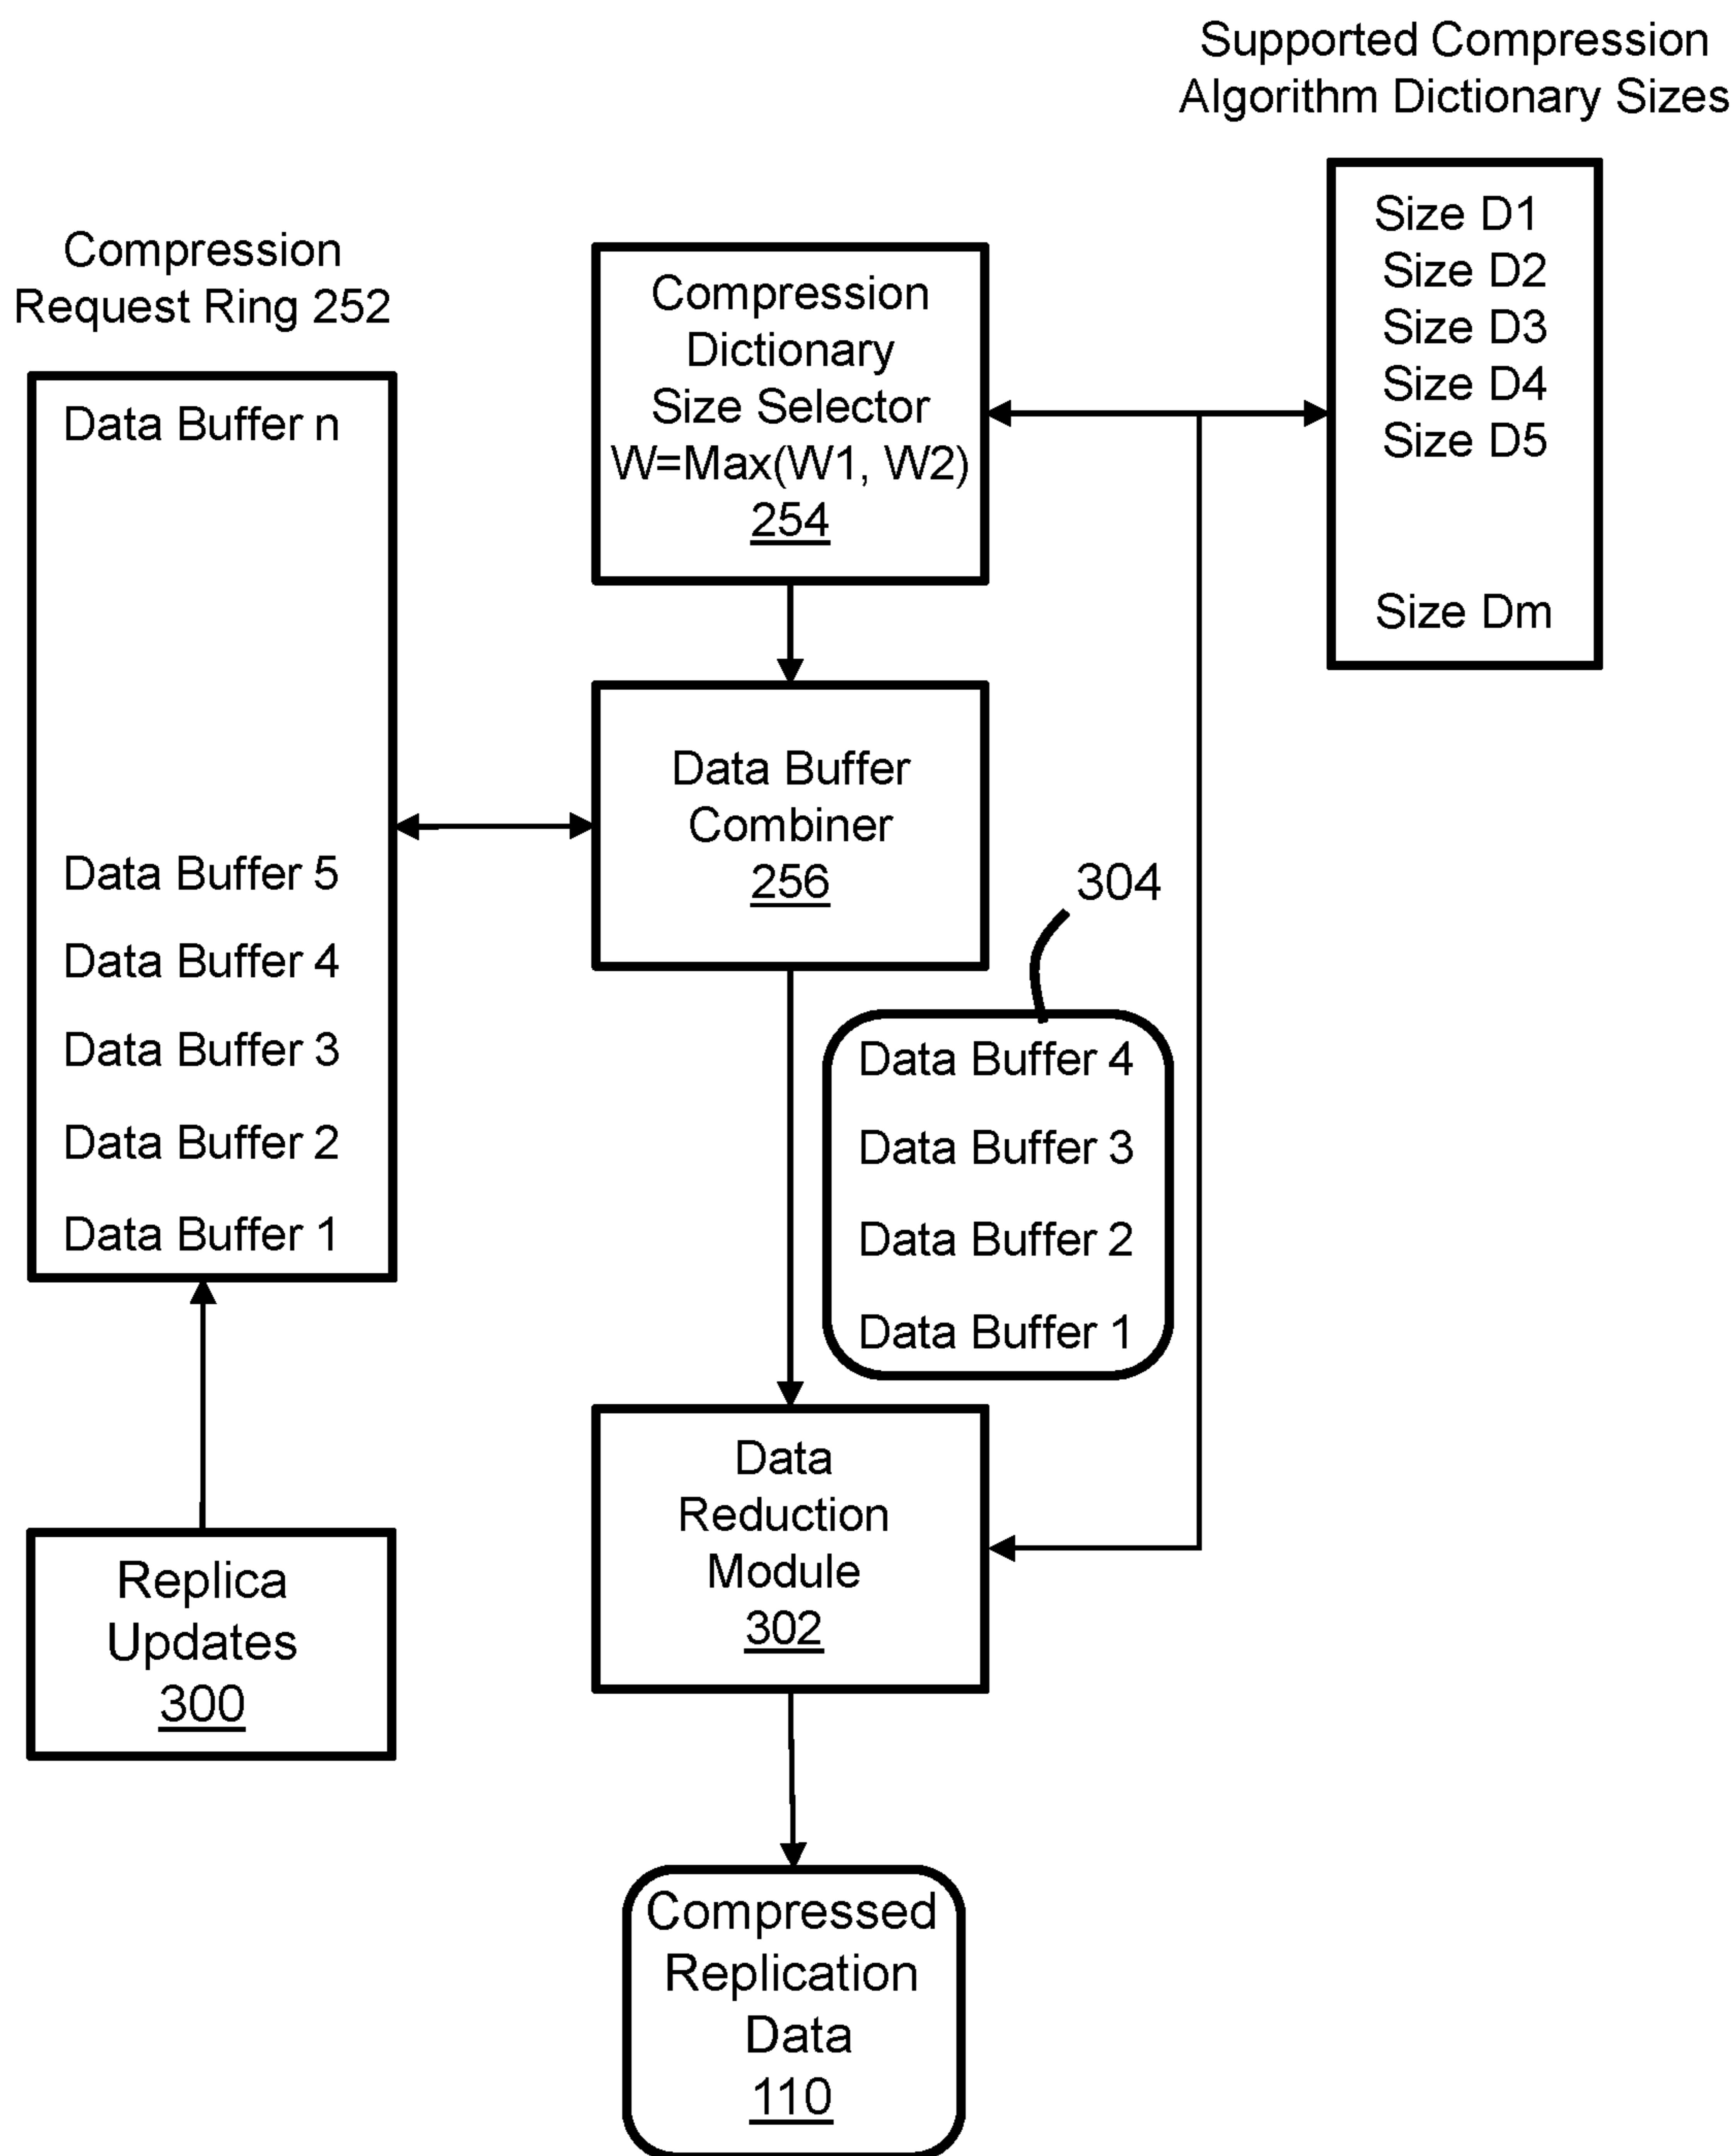 Supported Compression
Algorithm Dictionary Sizes
Size D1
Size D2
Size D3
Size D4
Size D5
Size Dm
Compression
Request Ring 252
Data Buffer n
Data Buffer 5
Data Buffer 4
Data Buffer 3
Data Buffer 2
Data Buffer 1
Compression
Dictionary
Size Selector
W=Max(W1, W2)
254
Data Buffer
Combiner
256
304
Data Buffer 4
Data Buffer 3
Data Buffer 2
Data Buffer 1
Data
Reduction
Module
302
Replica
Updates
300
Compressed
Replication
Data
110